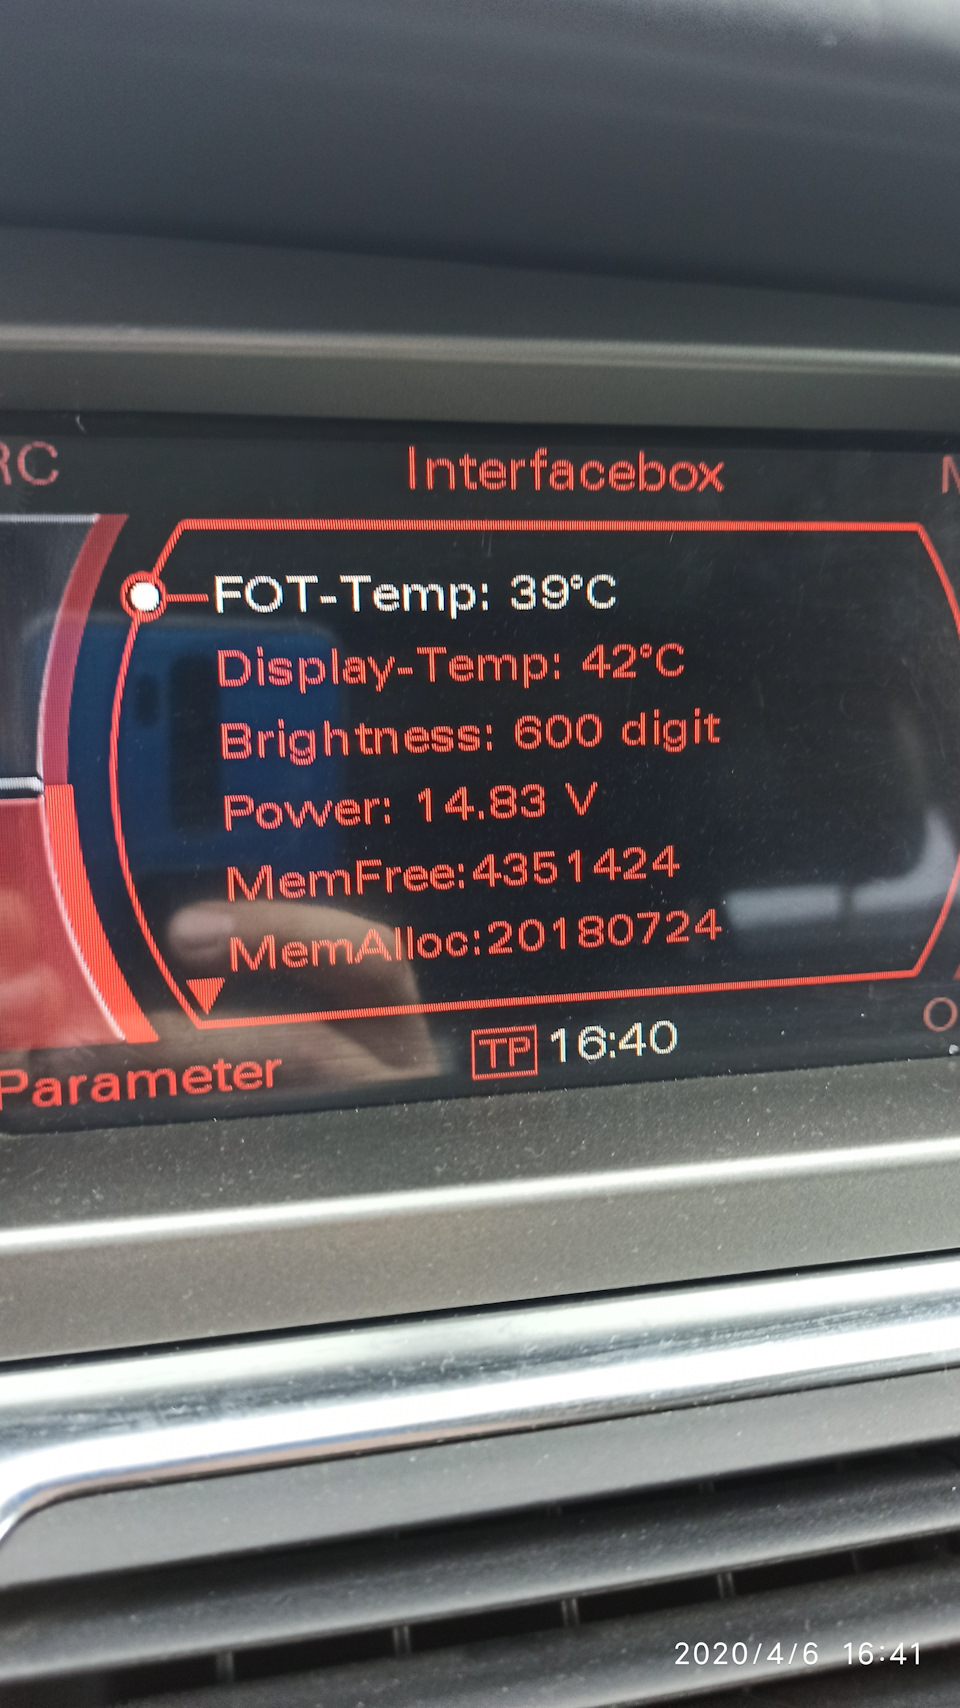 RC
Interfacebox
FOT-Temp: 39°C
Display-Temp: 42°C
Brightness: 600 digit
Power: 14.83 V
MemFree:4351424
MemAlloc:20180724
Parameter
TP 16:40
2020/4/6 16:41